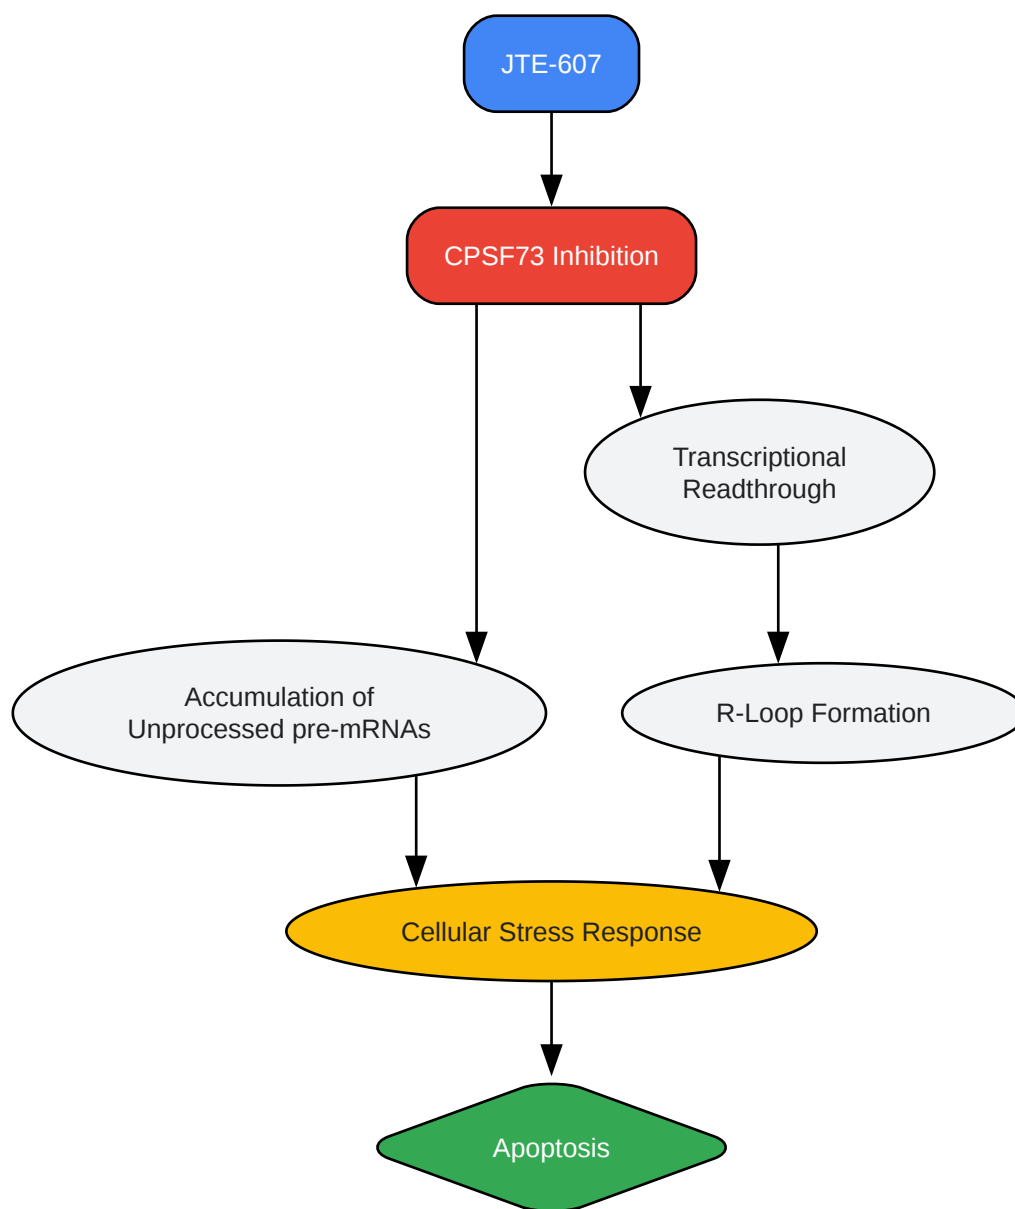 JTE-607
CPSF73 Inhibition
Transcriptional
Readthrough
Accumulation of
Unprocessed pre-mRNAs
R-Loop Formation
Cellular Stress Response
Apoptosis